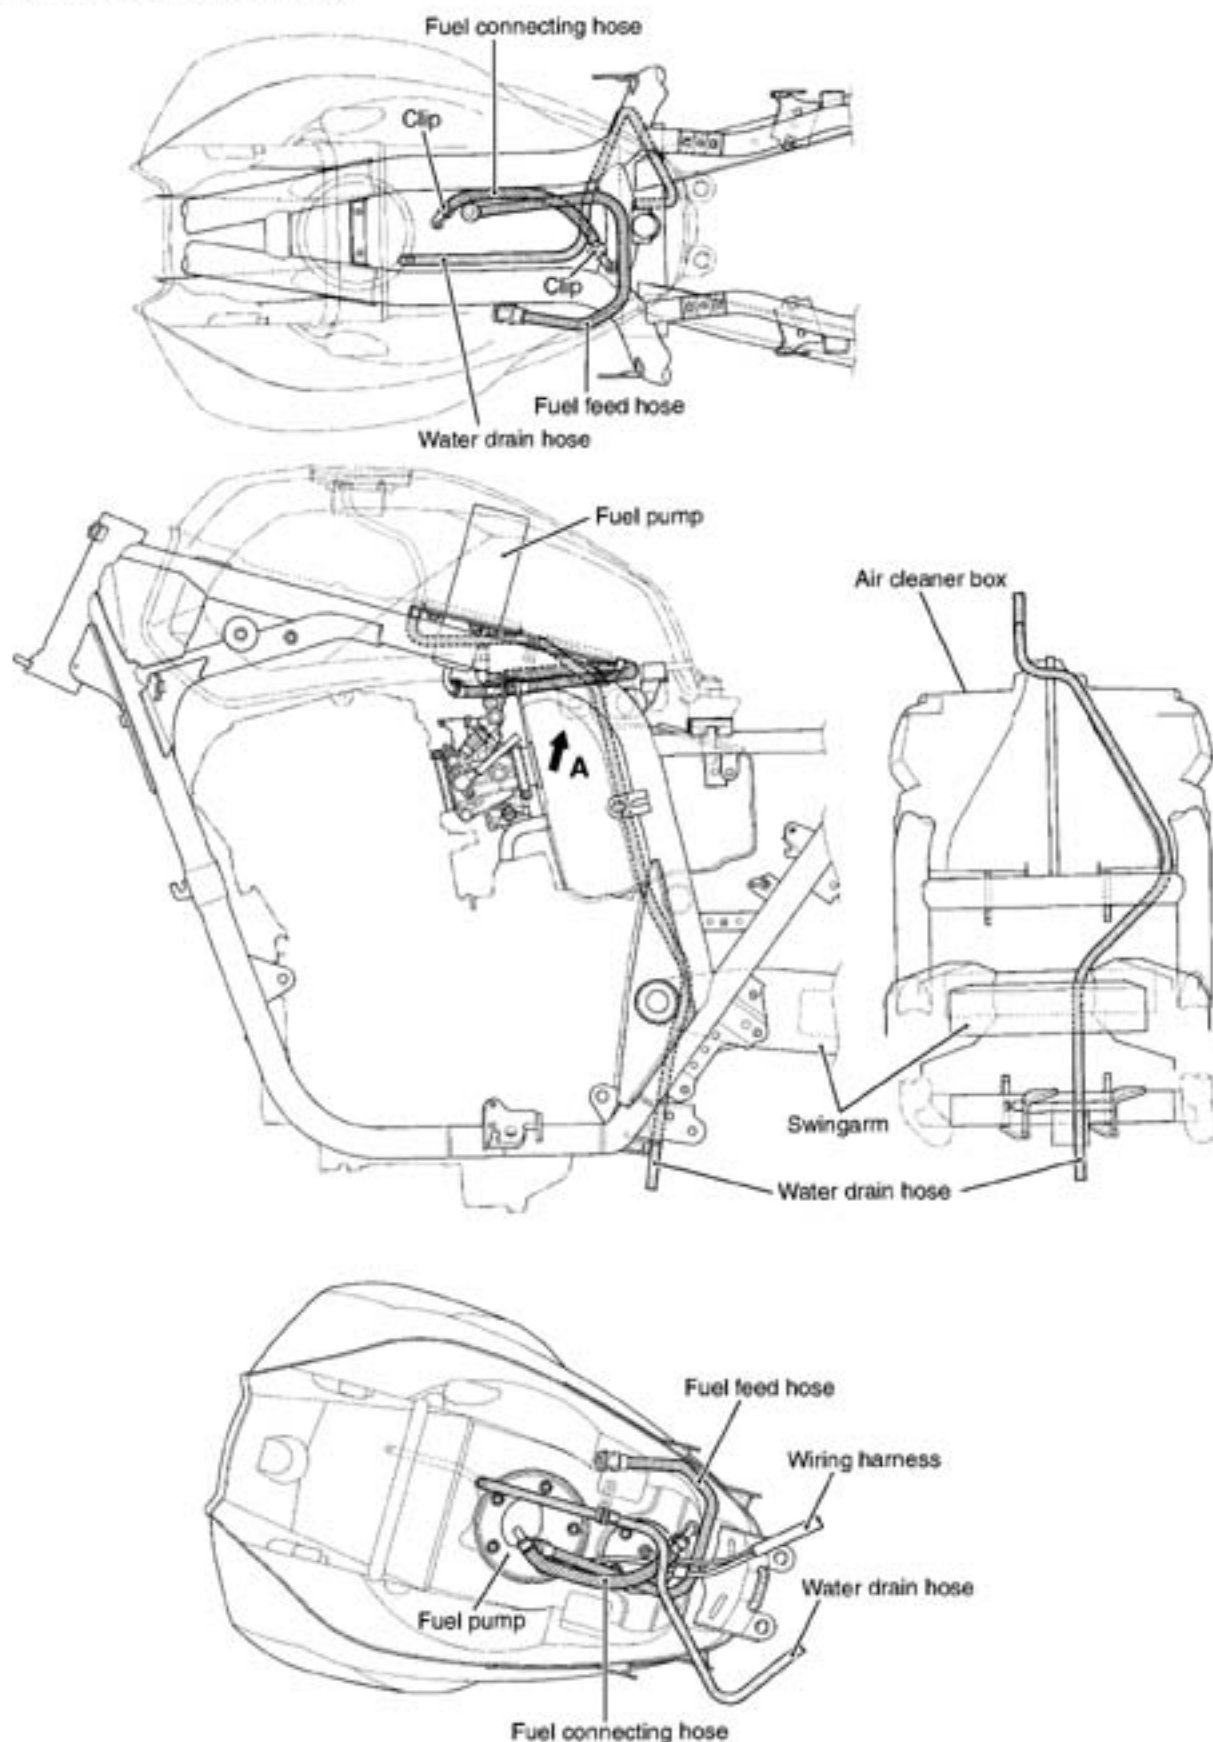 Fuel connecting hose
Clip
Clip
Fuel feed hose
Water drain hose
Fuel pump
Air cleaner box
A
Swingarm
Water drain hose
Fuel feed hose
Wiring harness
Water drain hose
Fuel pump
Fuel connecting hose